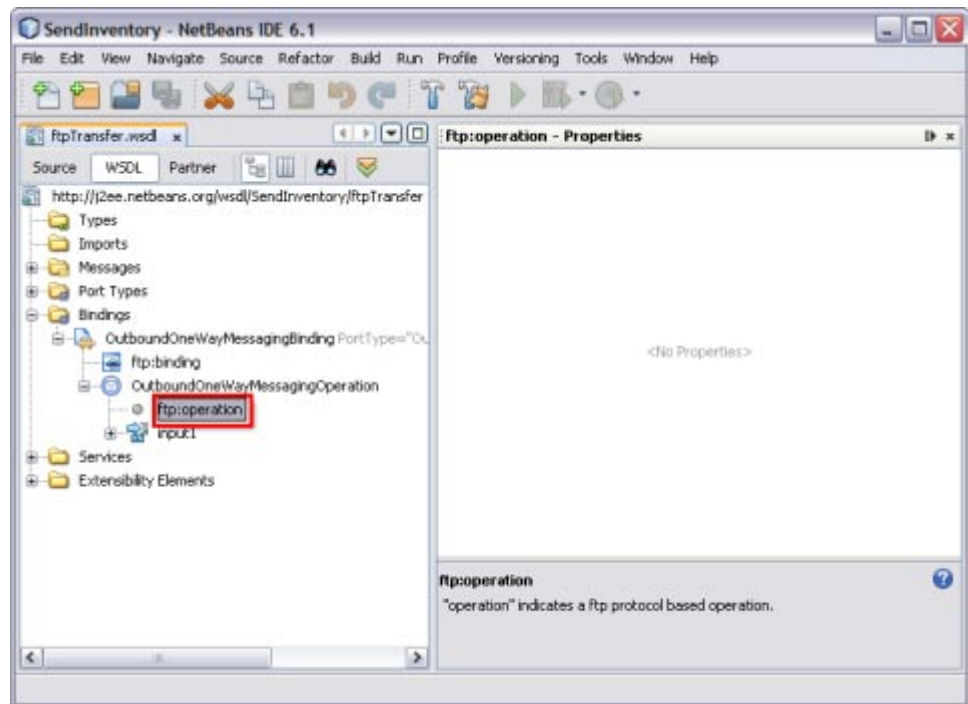 SendInventory - NetBeans IDE 6.1
File Edit View Navigate Source Refactor Build Run Profile Versioning Tools Window Help
ftpTransfer.wsdl
ftp:operation - Properties
Source WSDL Partner
http://j2ee.netbeans.org/wsdl/SendInventory/ftpTransfer
Types
Imports
Messages
Port Types
Bindings
OutboundOneWayMessagingBinding PortType="Ou
ftp:binding
OutboundOneWayMessagingOperation
ftp:operation
input1
Services
Extensibility Elements
<No Properties>
ftp:operation
"operation" indicates a ftp protocol based operation.